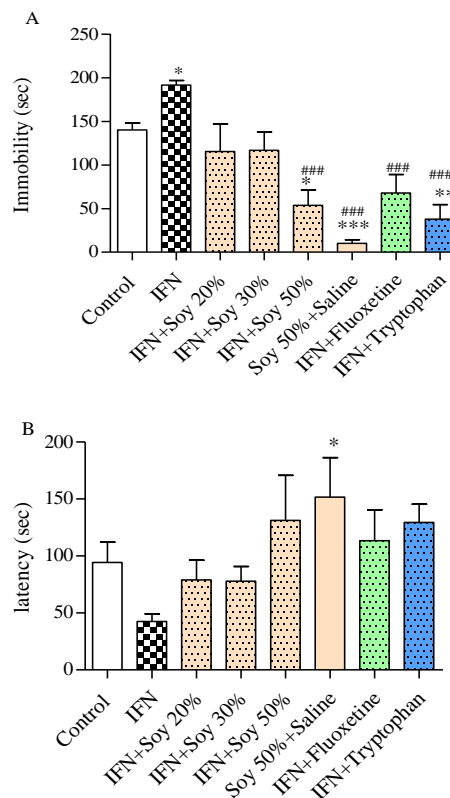 A
Immobility (sec)
250
200
150
100
50
0
*
###
*
###
***
###
###
**
Control
IFN
IFN+Soy 20%
IFN+Soy 30%
IFN+Soy 50%
Soy 50%+Saline
IFN+Fluoxetine
IFN+Tryptophan
B
latency (sec)
200
150
100
50
0
*
Control
IFN
IFN+Soy 20%
IFN+Soy 30%
IFN+Soy 50%
Soy 50%+Saline
IFN+Fluoxetine
IFN+Tryptophan